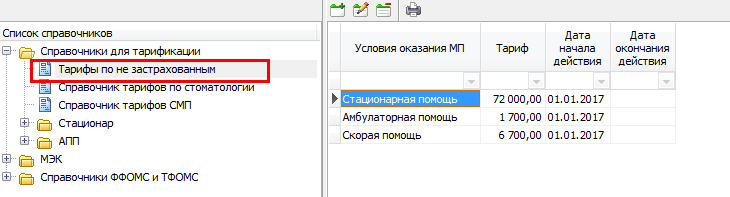 Список справочников
Справочники для тарификации
Тарифы по не застрахованным
Справочник тарифов по стоматологии
Справочник тарифов СМП
Стационар
АПП
МЭК
Справочники ФФОМС и ТФОМС
Условия оказания МП Тариф Дата начала действия Дата окончания действия
Стационарная помощь 72 000,00 01.01.2017
Амбулаторная помощь 1 700,00 01.01.2017
Скорая помощь 6 700,00 01.01.2017